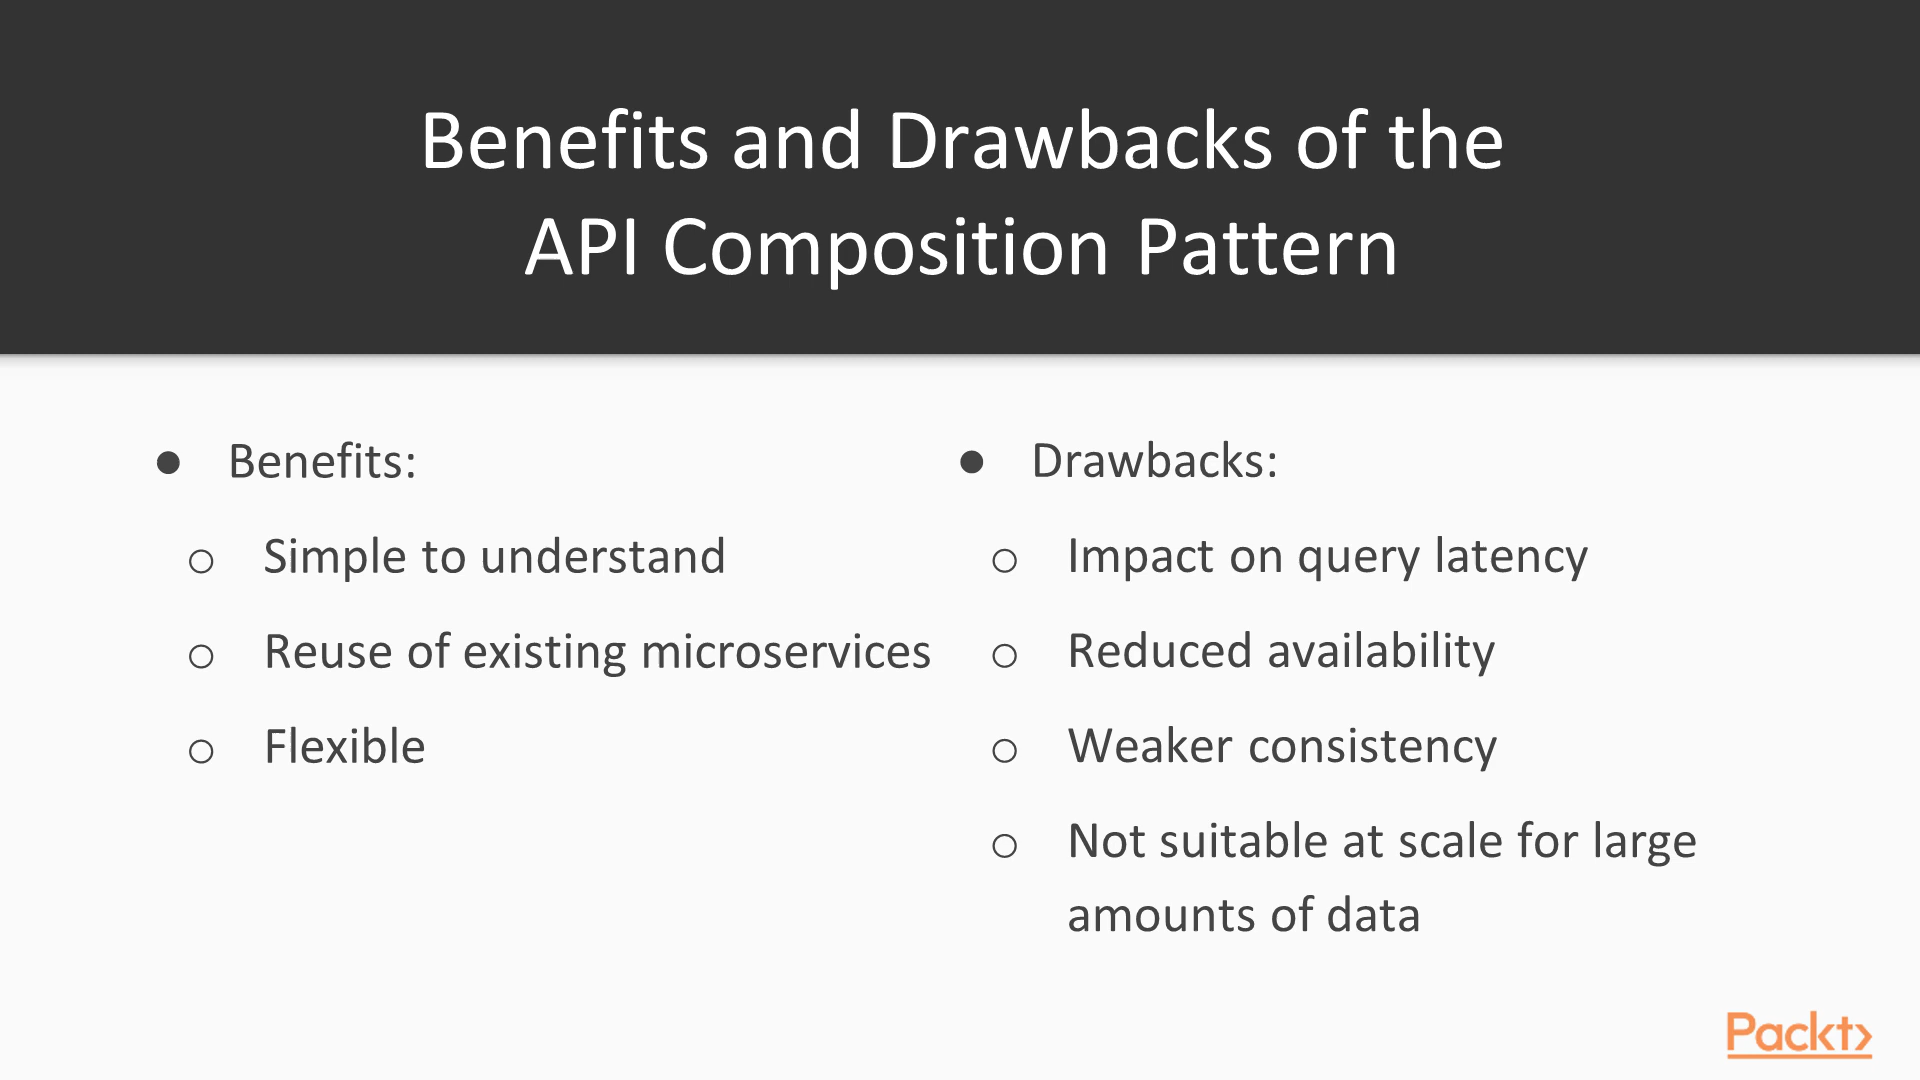 Benefits and Drawbacks of the
API Composition Pattern
● Benefits:
○ Simple to understand
○ Reuse of existing microservices
○ Flexible
● Drawbacks:
○ Impact on query latency
○ Reduced availability
○ Weaker consistency
○ Not suitable at scale for large
amounts of data
Packt>